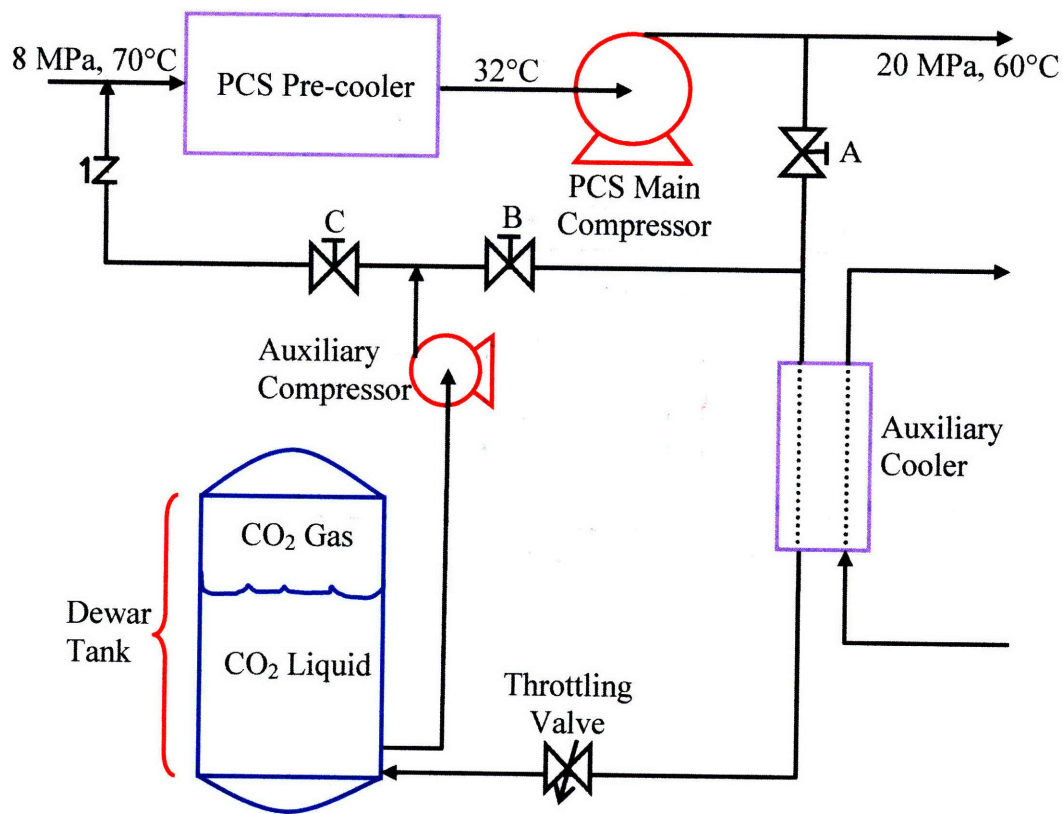 8 MPa, 70°C
PCS Pre-cooler
32°C
20 MPa, 60°C
A
PCS Main
Compressor
C
B
Auxiliary
Compressor
Auxiliary
Cooler
CO₂ Gas
Dewar
Tank
CO₂ Liquid
Throttling
Valve